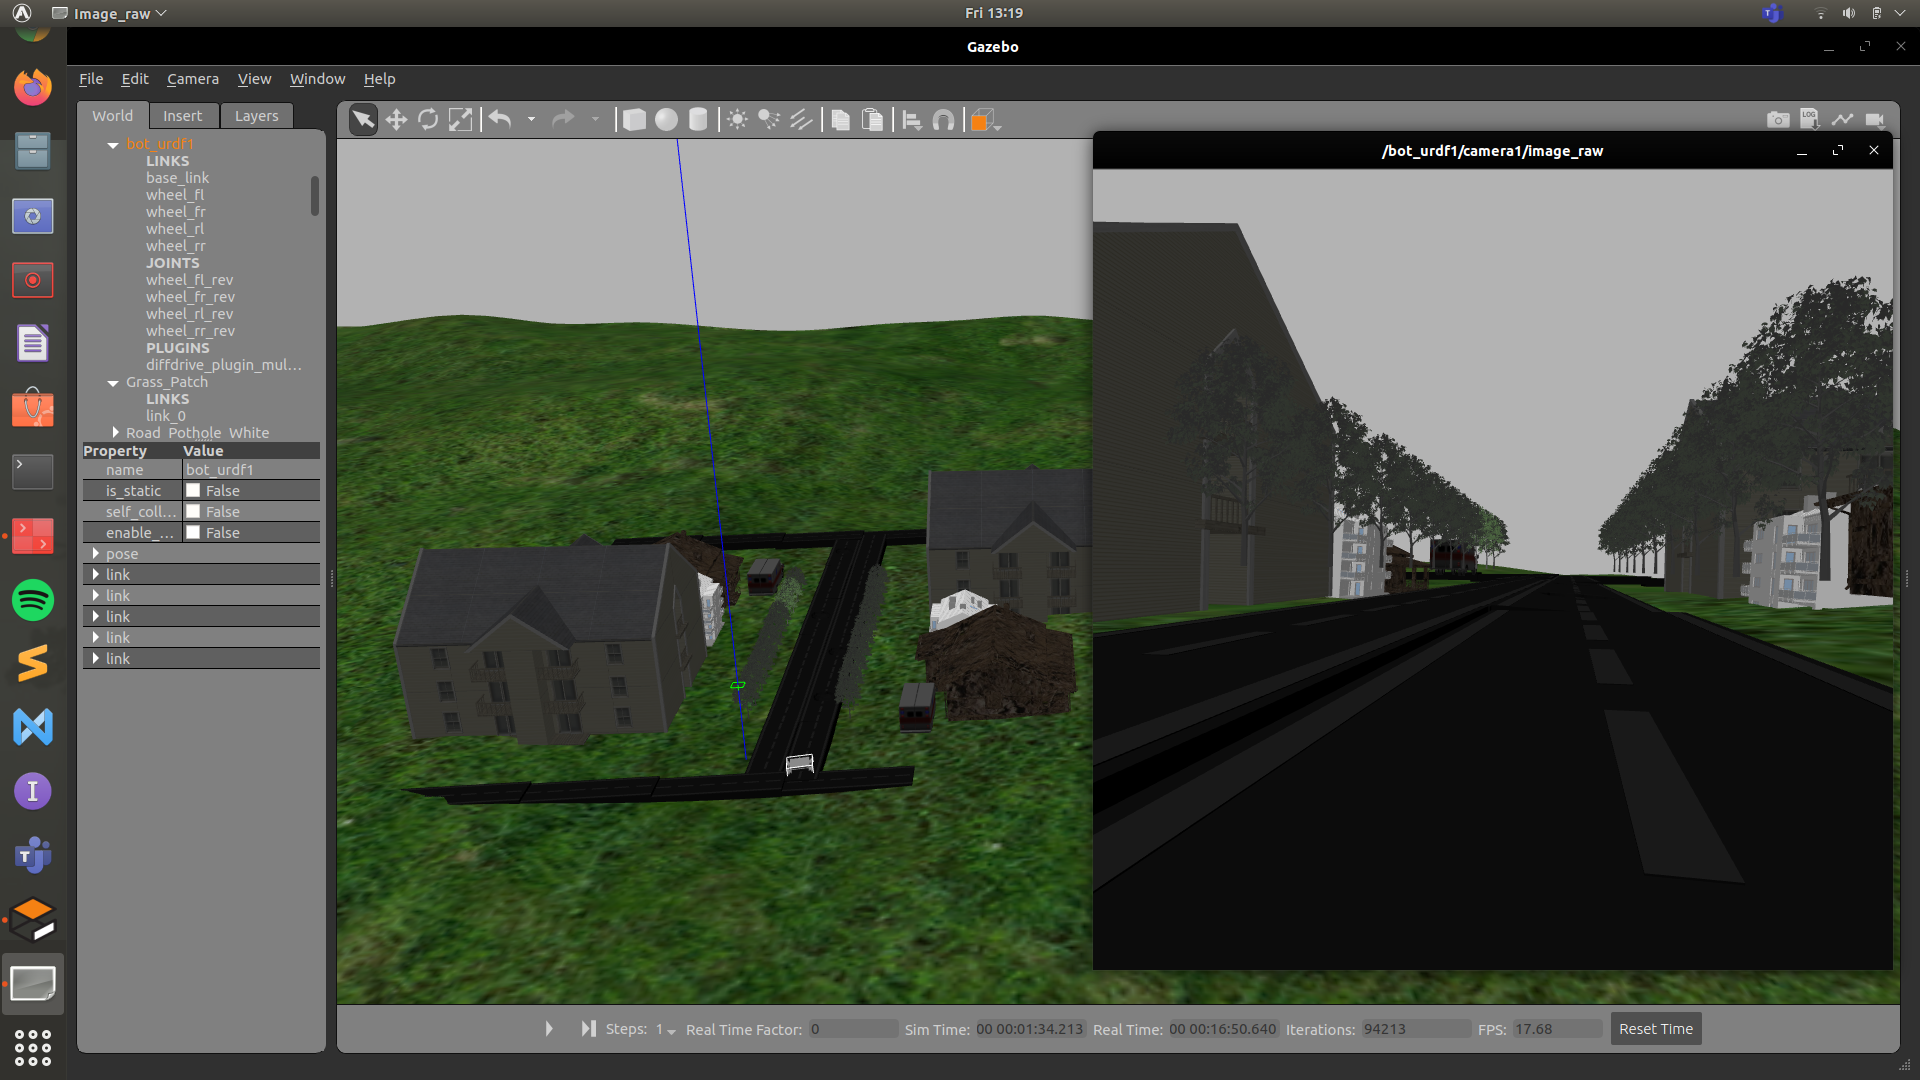 Image_raw
Fri 13:19
Gazebo
File Edit Camera View Window Help
World Insert Layers
bot_urdf1
LINKS
base_link
wheel_fl
wheel_fr
wheel_rl
wheel_rr
JOINTS
wheel_fl_rev
wheel_fr_rev
wheel_rl_rev
wheel_rr_rev
PLUGINS
diffdrive_plugin_mul...
Grass_Patch
LINKS
link_0
Road_Pothole_White
Property Value
name bot_urdf1
is_static False
self_coll... False
enable_... False
pose
link
link
link
link
link
LOG
/bot_urdf1/camera1/image_raw
Steps: 1 Real Time Factor: 0 Sim Time: 00 00:01:34.213 Real Time: 00 00:16:50.640 Iterations: 94213 FPS: 17.68 Reset Time